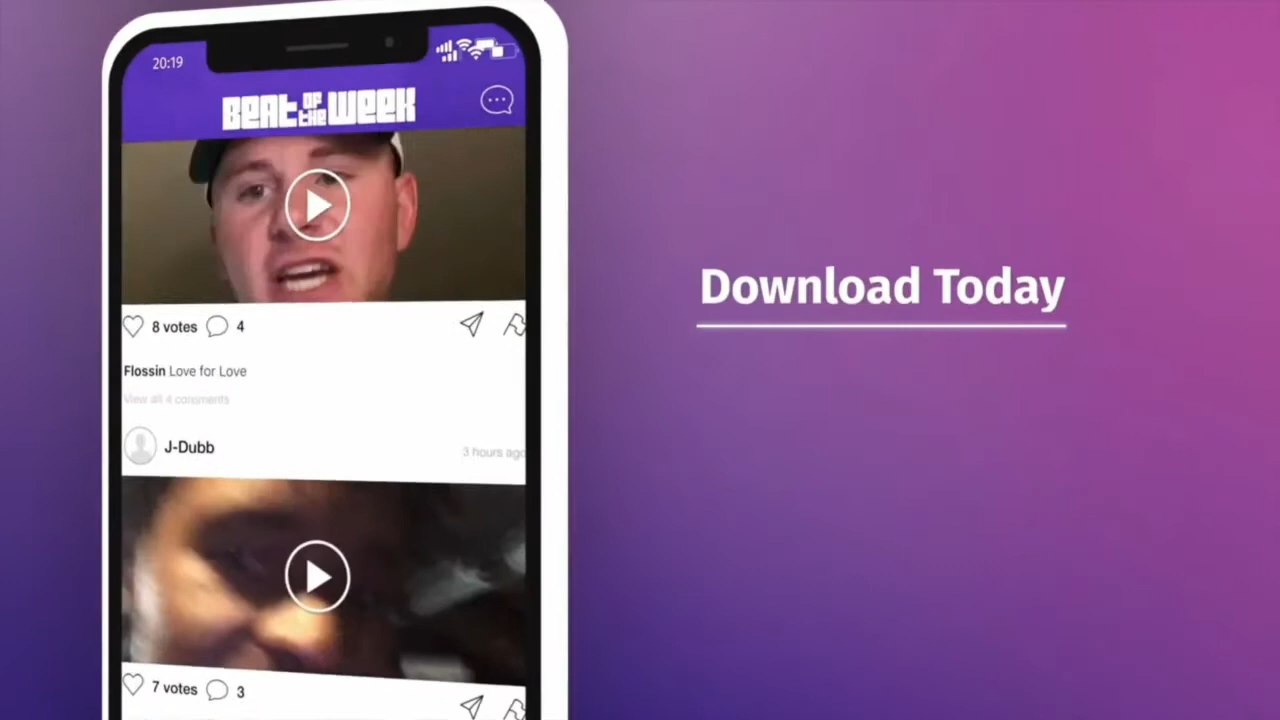 20:19
BEAT OF the WEEK
8 votes 4
Flossin Love for Love
View all 4 comments
J-Dubb
3 hours ago
7 votes 3
Download Today